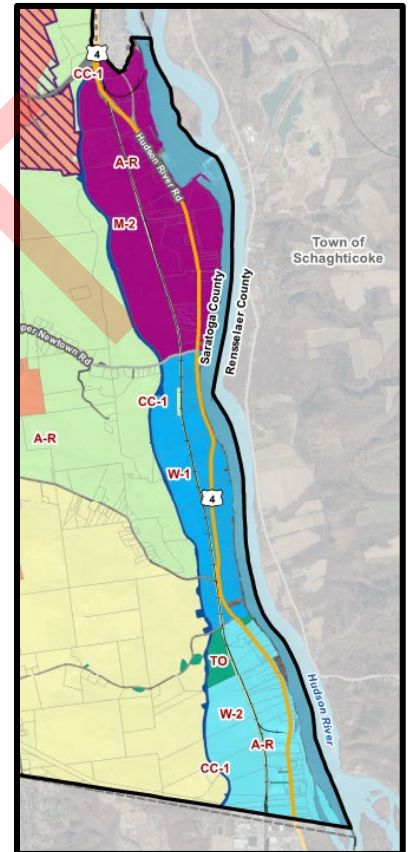 4
CC-1
Hudson River Rd
A-R
M-2
Town of
Schaghticoke
Saratoga County
Rensselaer County
per Newtown Rd
CC-1
A-R
W-1
4
TO
Hudson River
W-2
A-R
CC-1